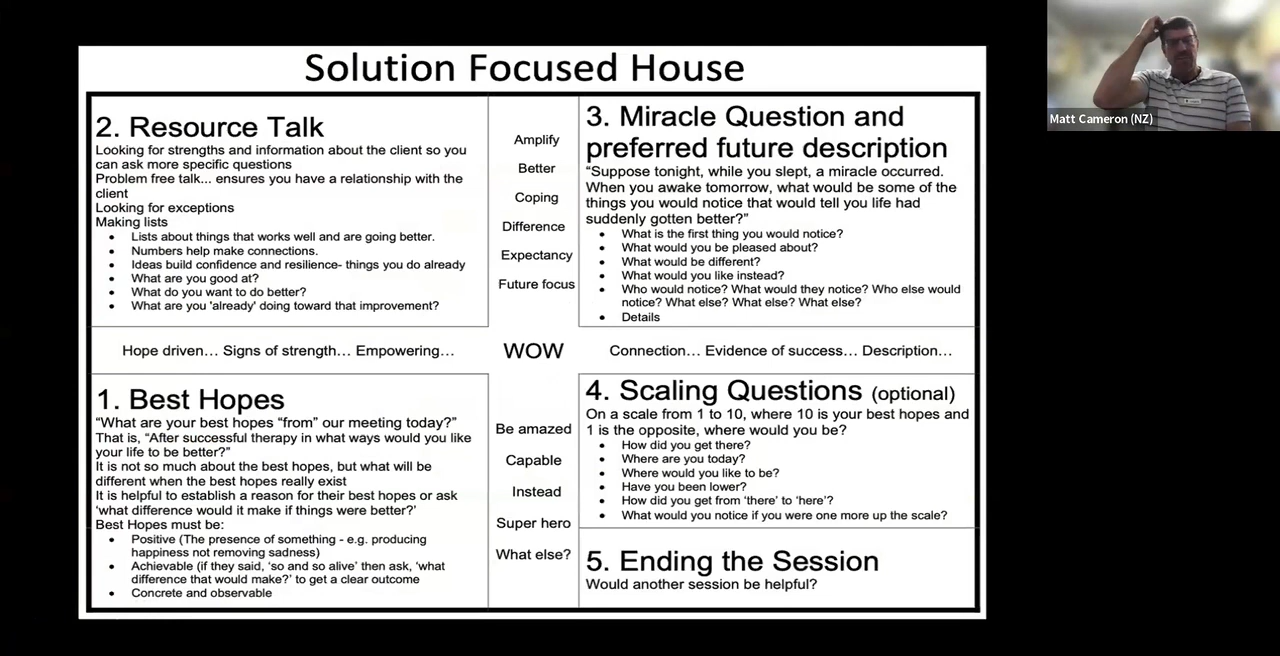 Solution Focused House
2. Resource Talk
Looking for strengths and information about the client so you
can ask more specific questions
Problem free talk... ensures you have a relationship with the
client
Looking for exceptions
Making lists
• Lists about things that works well and are going better.
• Numbers help make connections.
• Ideas build confidence and resilience- things you do already
• What are you good at?
• What do you want to do better?
• What are you 'already' doing toward that improvement?
Amplify
Better
Coping
Difference
Expectancy
Future focus
3. Miracle Question and
preferred future description
“Suppose tonight, while you slept, a miracle occurred.
When you awake tomorrow, what would be some of the
things you would notice that would tell you life had
suddenly gotten better?”
• What is the first thing you would notice?
• What would you be pleased about?
• What would be different?
• What would you like instead?
• Who would notice? What would they notice? Who else would
notice? What else? What else? What else?
• Details
Hope driven… Signs of strength… Empowering…
WOW
Connection… Evidence of success… Description…
1. Best Hopes
“What are your best hopes “from” our meeting today?”
That is, “After successful therapy in what ways would you like
your life to be better?”
It is not so much about the best hopes, but what will be
different when the best hopes really exist
It is helpful to establish a reason for their best hopes or ask
‘what difference would it make if things were better?’
Best Hopes must be:
• Positive (The presence of something - e.g. producing
happiness not removing sadness)
• Achievable (if they said, ‘so and so alive’ then ask, ‘what
difference that would make?’ to get a clear outcome
• Concrete and observable
Be amazed
Capable
Instead
Super hero
What else?
4. Scaling Questions (optional)
On a scale from 1 to 10, where 10 is your best hopes and
1 is the opposite, where would you be?
• How did you get there?
• Where are you today?
• Where would you like to be?
• Have you been lower?
• How did you get from ‘there’ to ‘here’?
• What would you notice if you were one more up the scale?
5. Ending the Session
Would another session be helpful?
Matt Cameron (NZ)